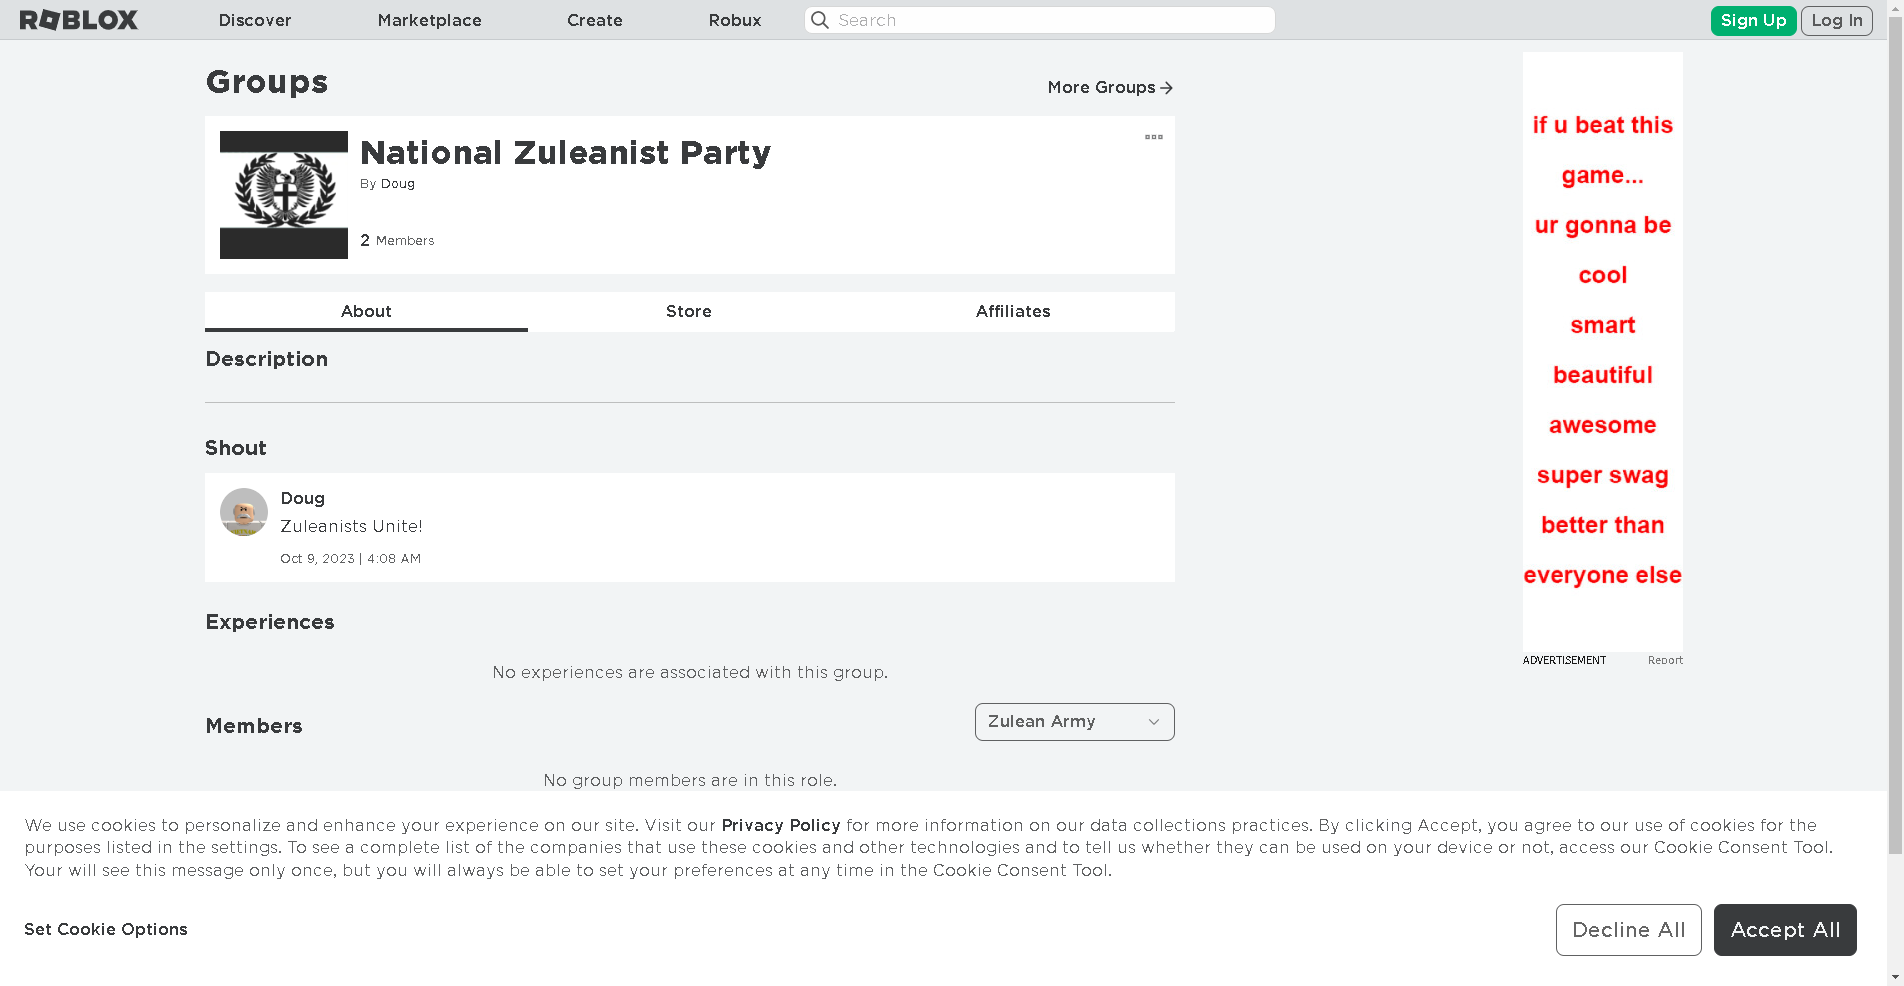 ROBLOX
Discover
Marketplace
Create
Robux
Search
Sign Up
Log In
Groups
More Groups
National Zuleanist Party
By Doug
2 Members
About
Store
Affiliates
Description
Shout
Doug
Zuleanists Unite!
Oct 9, 2023 | 4:08 AM
Experiences
No experiences are associated with this group.
Members
Zulean Army
No group members are in this role.
if u beat this
game...
ur gonna be
cool
smart
beautiful
awesome
super swag
better than
everyone else
ADVERTISEMENT
Report
We use cookies to personalize and enhance your experience on our site. Visit our Privacy Policy for more information on our data collections practices. By clicking Accept, you agree to our use of cookies for the
purposes listed in the settings. To see a complete list of the companies that use these cookies and other technologies and to tell us whether they can be used on your device or not, access our Cookie Consent Tool.
Your will see this message only once, but you will always be able to set your preferences at any time in the Cookie Consent Tool.
Set Cookie Options
Decline All
Accept All